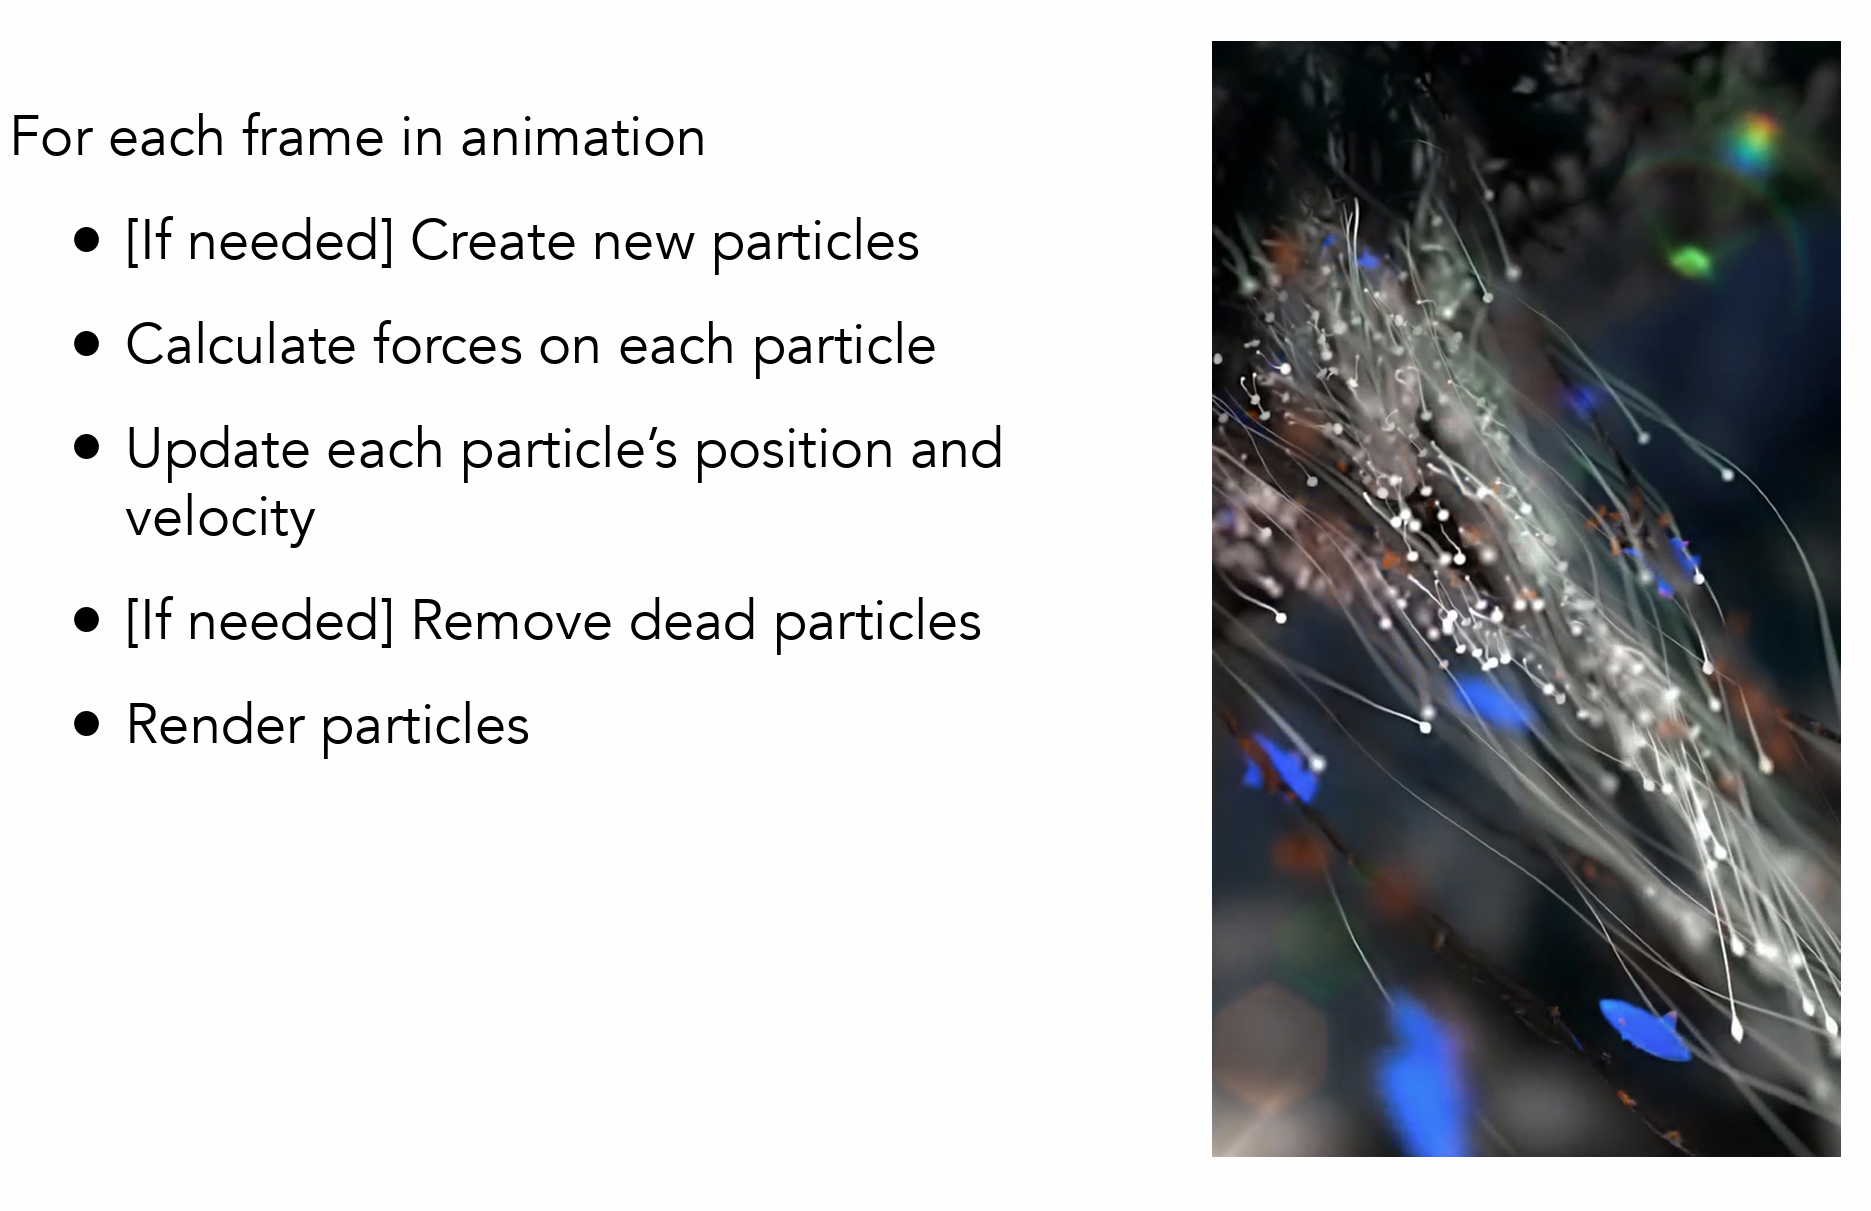 For each frame in animation
● [If needed] Create new particles
● Calculate forces on each particle
● Update each particle’s position and
velocity
● [If needed] Remove dead particles
● Render particles